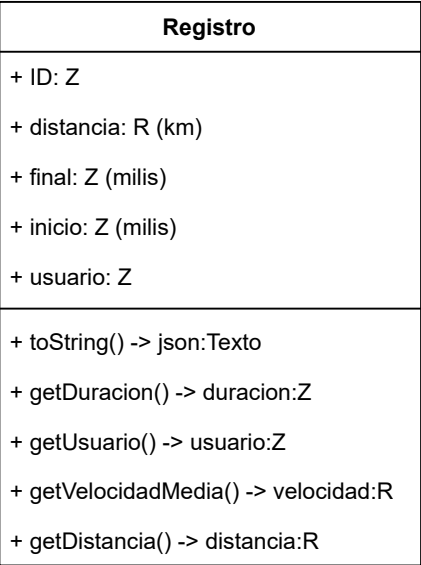 Registro
+ ID: Z
+ distancia: R (km)
+ final: Z (milis)
+ inicio: Z (milis)
+ usuario: Z
+ toString() -> json:Texto
+ getDuracion() -> duracion:Z
+ getUsuario() -> usuario:Z
+ getVelocidadMedia() -> velocidad:R
+ getDistancia() -> distancia:R